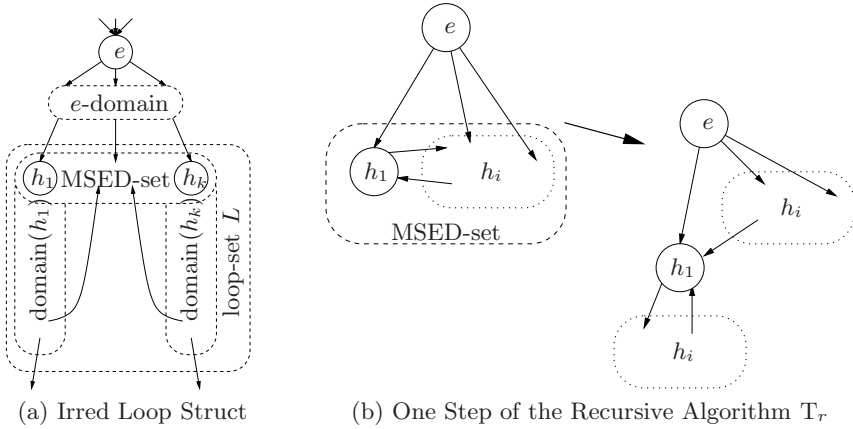 e
e-domain
h₁ MSED-set hₖ
domain(h₁)
domain(hₖ)
loop-set L
(a) Irred Loop Struct
e
h₁
hᵢ
MSED-set
e
hᵢ
h₁
hᵢ
(b) One Step of the Recursive Algorithm Tᵣ